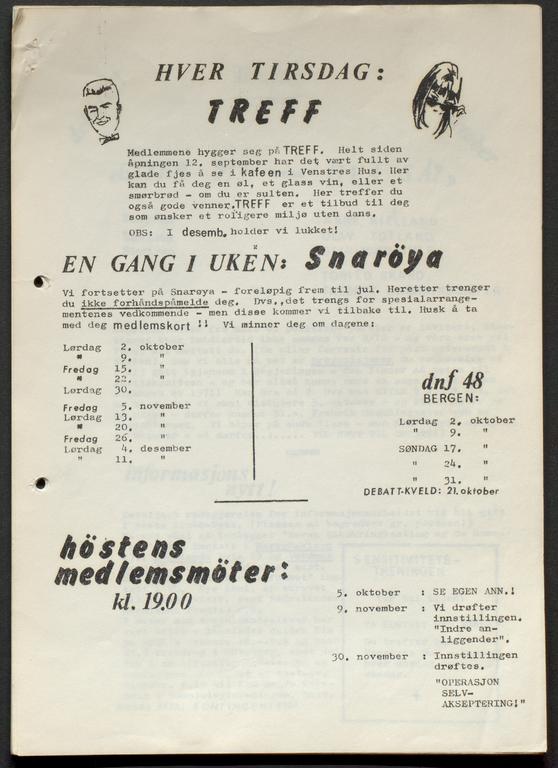 HVER TIRSDAG:
TREFF
Medlemmene hygger seg på TREFF. Helt siden
åpningen 12. september har det vært fullt av
glade fjes å se i kafeen i Venstres Hus. Her
kan du få deg en øl, et glass vin, eller et
smørbrød - om du er sulten. Her treffer du
også gode venner. TREFF er et tilbud til deg
som ønsker et roligere miljø uten dans.
OBS: I desemb. holder vi lukket!
EN GANG I UKEN: Snaröya
Vi fortsetter på Snarøya - foreløpig frem til jul. Heretter trenger
du ikke forhåndspåmelde deg. Dvs., det trengs for spesialarrange-
mentenes vedkommende - men disse kommer vi tilbake til. Husk å ta
med deg medlemskort !! Vi minner deg om dagene:
Lørdag 2. oktober
" 9. "
Fredag 15. "
" 22. "
Lørdag 30.
Fredag 5. november
Lørdag 13. "
" 20. "
Fredag 26. "
Lørdag 4. desember
" 11. "
dnf 48
BERGEN:
Lørdag 2. oktober
" 9. "
SØNDAG 17. "
" 24. "
" 31. "
DEBATT-KVELD: 21. oktober
höstens
medlemsmöter:
kl. 19.00
5. oktober : SE EGEN ANN.!
9. november : Vi drøfter
innstillingen.
"Indre an-
liggender".
30. november : Innstillingen
drøftes.
"OPERASJON
SELV-
AKSEPTERING!"